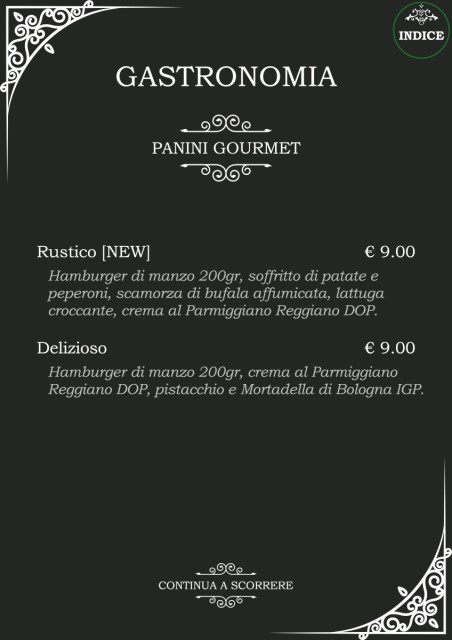 INDICE
GASTRONOMIA
PANINI GOURMET
Rustico [NEW] € 9.00
Hamburger di manzo 200gr, soffritto di patate e
peperoni, scamorza di bufala affumicata, lattuga
croccante, crema al Parmiggiano Reggiano DOP.
Delizioso € 9.00
Hamburger di manzo 200gr, crema al Parmiggiano
Reggiano DOP, pistacchio e Mortadella di Bologna IGP.
CONTINUA A SCORRERE